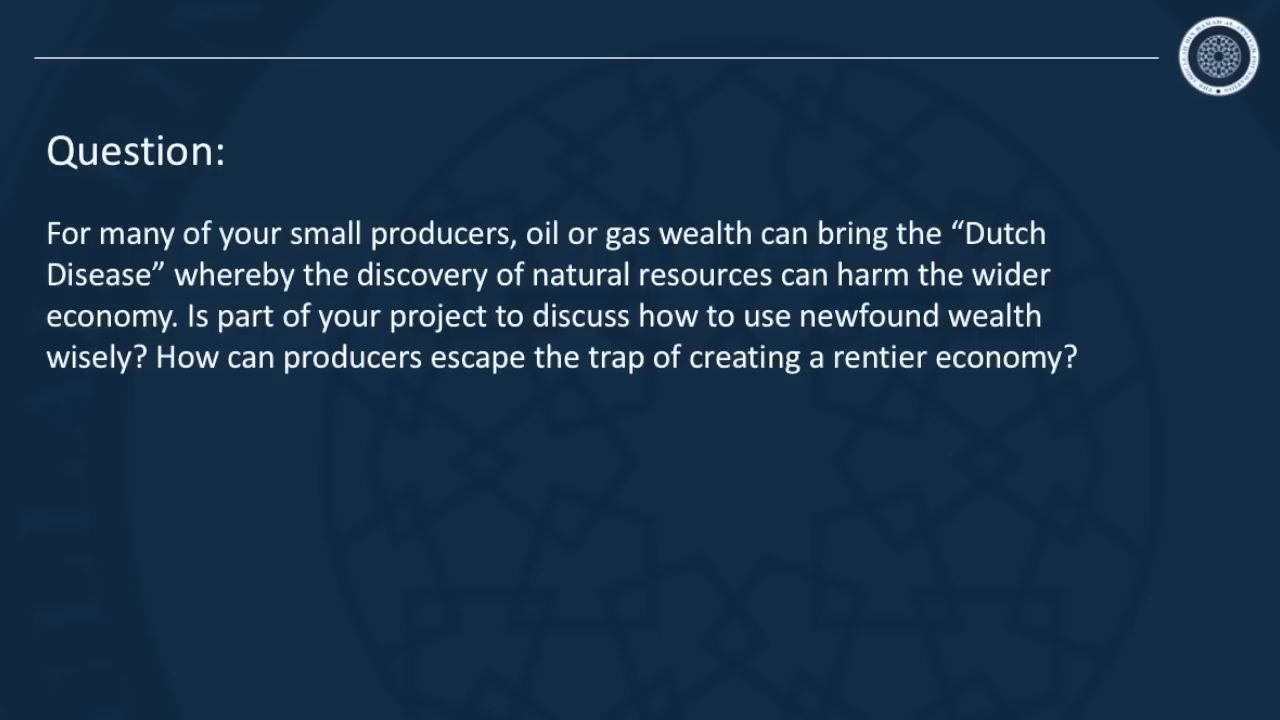 Question:
For many of your small producers, oil or gas wealth can bring the “Dutch
Disease” whereby the discovery of natural resources can harm the wider
economy. Is part of your project to discuss how to use newfound wealth
wisely? How can producers escape the trap of creating a rentier economy?